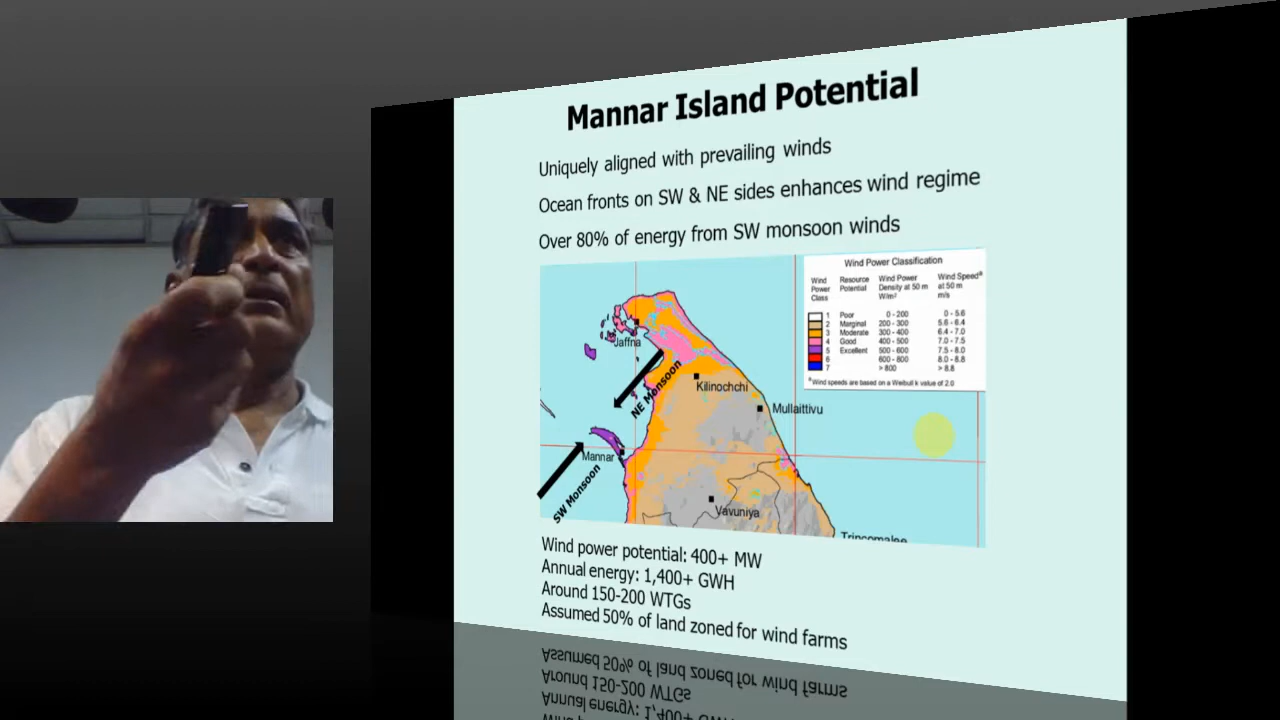 Mannar Island Potential
Uniquely aligned with prevailing winds
Ocean fronts on SW & NE sides enhances wind regime
Over 80% of energy from SW monsoon winds
Wind Power Classification
Wind Power Class Resource Potential Wind Power Density at 50 m W/m² Wind Speedª at 50 m m/s
1 Poor 0 - 200 0 - 5.6
2 Marginal 200 - 300 5.6 - 6.4
3 Moderate 300 - 400 6.4 - 7.0
4 Good 400 - 500 7.0 - 7.5
5 Excellent 500 - 600 7.5 - 8.0
6 600 - 800 8.0 - 8.8
7 > 800 > 8.8
ª Wind speeds are based on a Weibull k value of 2.0
Jaffna
NE Monsoon
Kilinochchi
Mullaittivu
Mannar
SW Monsoon
Vavuniya
Trincomalee
Wind power potential: 400+ MW
Annual energy: 1,400+ GWH
Around 150-200 WTGs
Assumed 50% of land zoned for wind farms